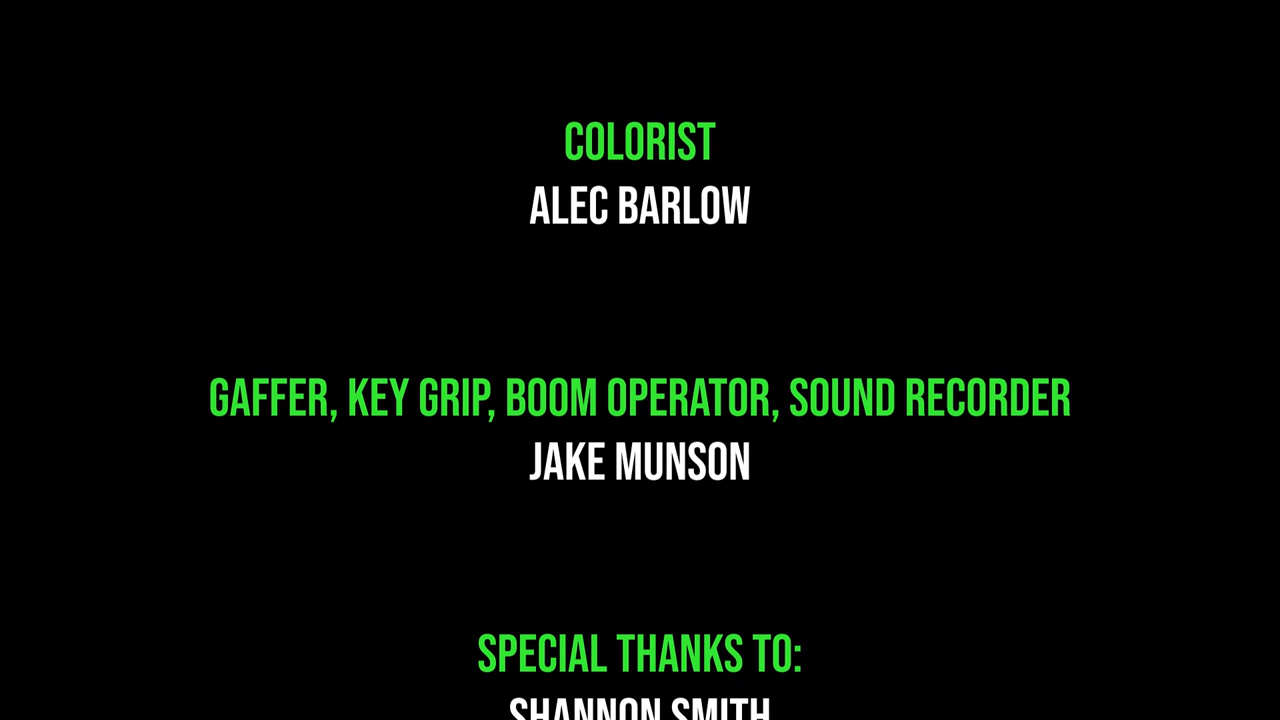 COLORIST
ALEC BARLOW
GAFFER, KEY GRIP, BOOM OPERATOR, SOUND RECORDER
JAKE MUNSON
SPECIAL THANKS TO:
SHANNON SMITH